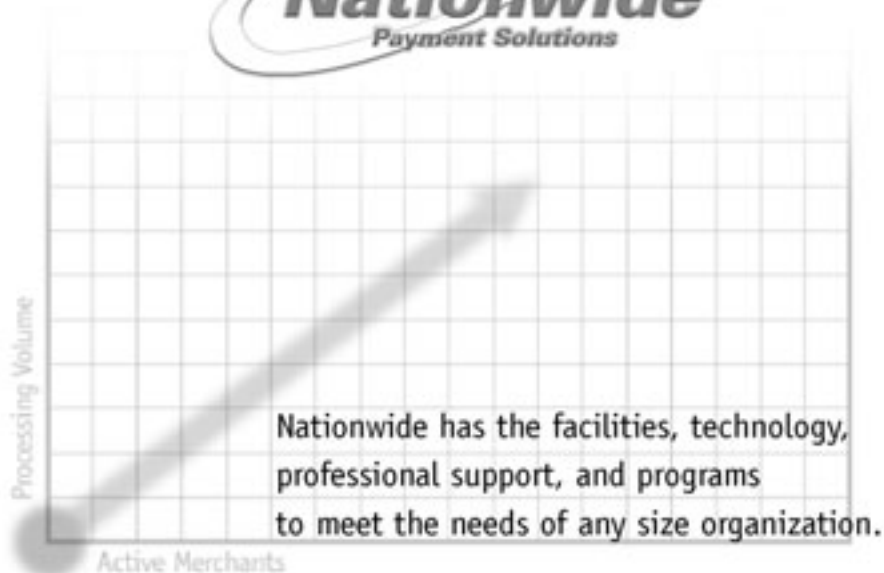 Nationwide
Payment Solutions
Processing Volume
Nationwide has the facilities, technology,
professional support, and programs
to meet the needs of any size organization.
Active Merchants